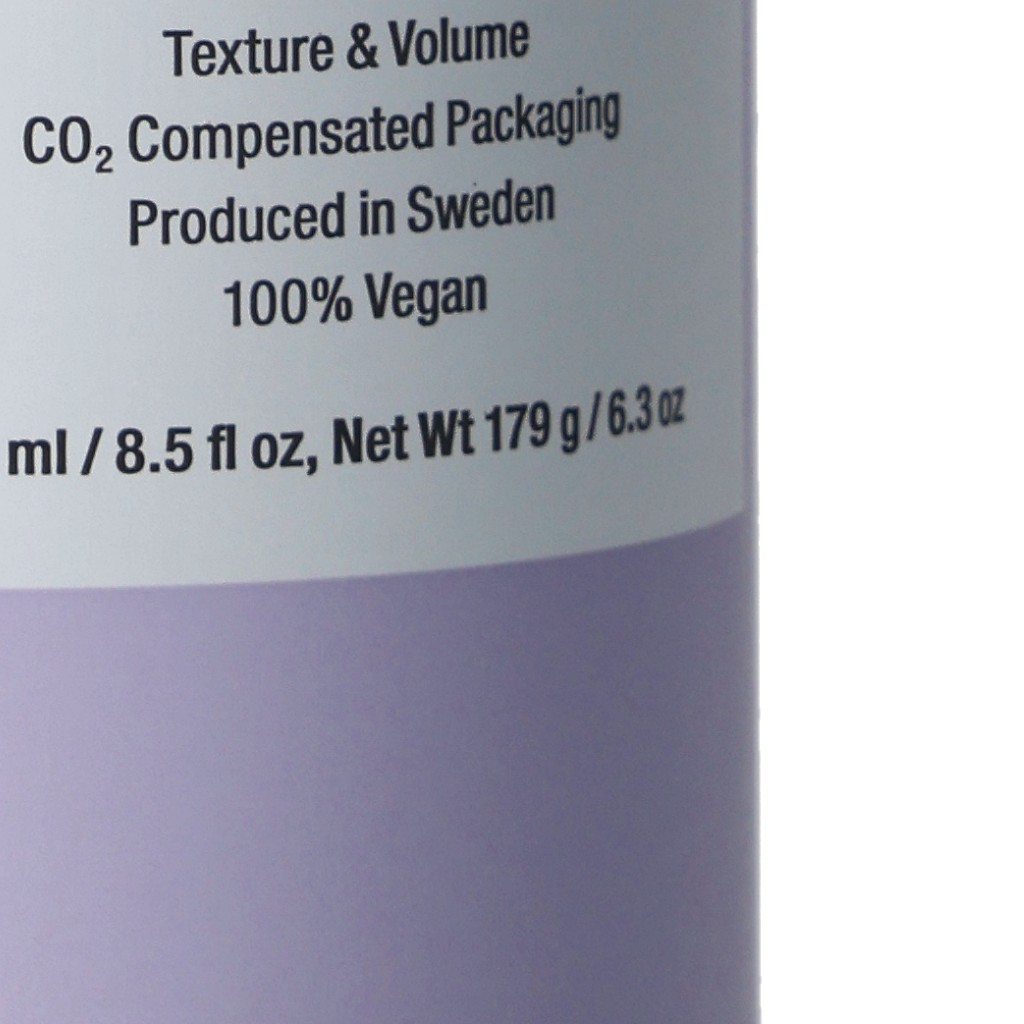 Texture & Volume
CO₂ Compensated Packaging
Produced in Sweden
100% Vegan
ml / 8.5 fl oz, Net Wt 179 g / 6.3 oz